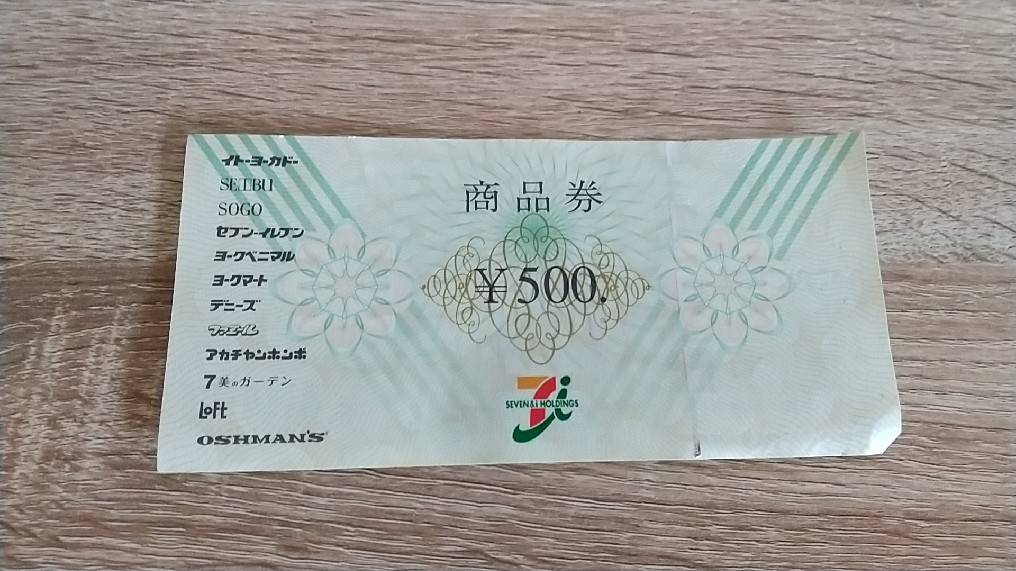 イトーヨーカドー
SEIBU
SOGO
セブン-イレブン
ヨークベニマル
ヨークマート
デニーズ
ファミール
アカチャンホンポ
7美のガーデン
LOFT
OSHMAN'S
商品券
¥500.
SEVEN&i HOLDINGS